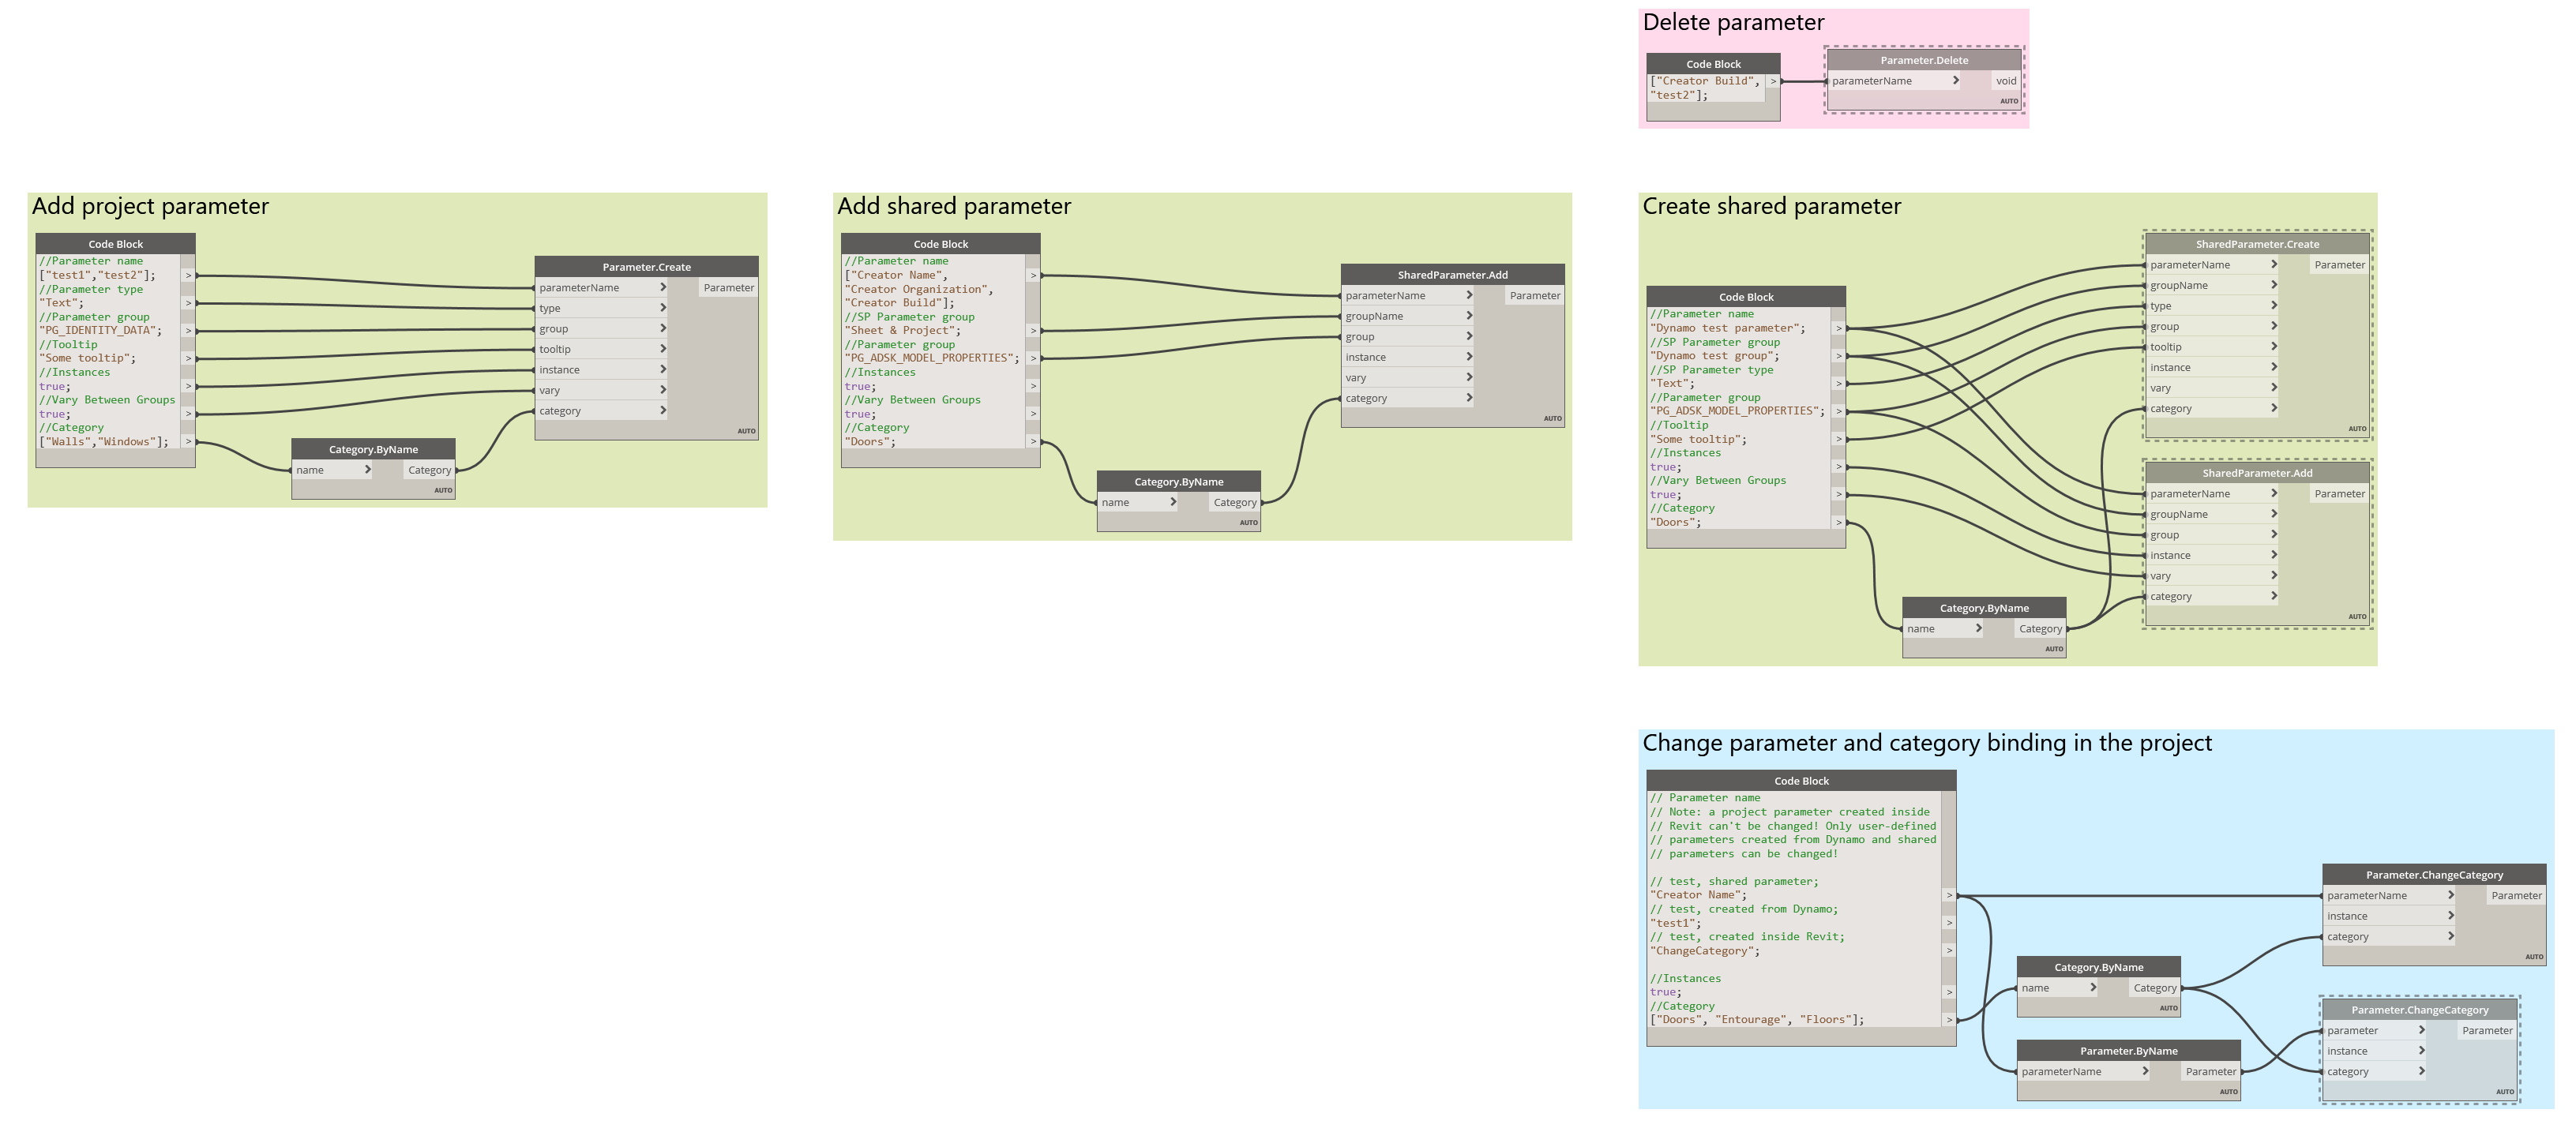 Delete parameter
Code Block
["Creator Build",
"test2"];
>
Parameter.Delete
parameterName
void
AUTO
Add project parameter
Code Block
//Parameter name
["test1","test2"];
>
//Parameter type
"Text";
>
//Parameter group
"PG_IDENTITY_DATA";
>
//Tooltip
"Some tooltip";
>
//Instances
true;
>
//Vary Between Groups
true;
>
//Category
["Walls","Windows"];
>
Category.ByName
name
Category
AUTO
Parameter.Create
parameterName
Parameter
type
group
tooltip
instance
vary
category
AUTO
Add shared parameter
Code Block
//Parameter name
["Creator Name",
>
"Creator Organization",
"Creator Build"];
//SP Parameter group
"Sheet & Project";
>
//Parameter group
"PG_ADSK_MODEL_PROPERTIES";
>
//Instances
true;
>
//Vary Between Groups
true;
>
//Category
"Doors";
>
Category.ByName
name
Category
AUTO
SharedParameter.Add
parameterName
Parameter
groupName
group
instance
vary
category
AUTO
Create shared parameter
Code Block
//Parameter name
"Dynamo test parameter";
>
//SP Parameter group
"Dynamo test group";
>
//SP Parameter type
"Text";
>
//Parameter group
"PG_ADSK_MODEL_PROPERTIES";
>
//Tooltip
"Some tooltip";
>
//Instances
true;
>
//Vary Between Groups
true;
>
//Category
"Doors";
>
Category.ByName
name
Category
AUTO
SharedParameter.Create
parameterName
Parameter
groupName
type
group
tooltip
instance
vary
category
AUTO
SharedParameter.Add
parameterName
Parameter
groupName
group
instance
vary
category
AUTO
Change parameter and category binding in the project
Code Block
// Parameter name
// Note: a project parameter created inside
// Revit can't be changed! Only user-defined
// parameters created from Dynamo and shared
// parameters can be changed!
// test, shared parameter;
"Creator Name";
>
// test, created from Dynamo;
"test1";
>
// test, created inside Revit;
"ChangeCategory";
>
//Instances
true;
>
//Category
["Doors", "Entourage", "Floors"];
>
Category.ByName
name
Category
AUTO
Parameter.ByName
parameterName
Parameter
AUTO
Parameter.ChangeCategory
parameterName
Parameter
instance
category
AUTO
Parameter.ChangeCategory
parameter
Parameter
instance
category
AUTO